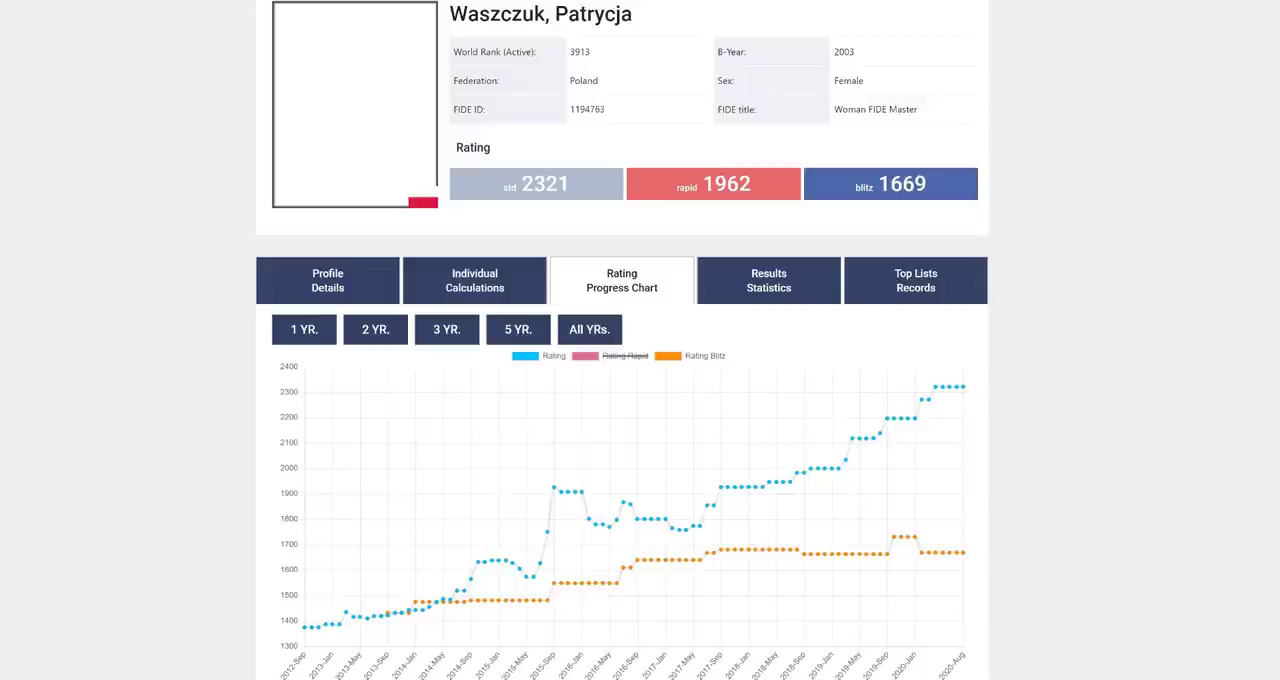 Waszczuk, Patrycja
World Rank (Active): 3913 B-Year: 2003
Federation: Poland Sex: Female
FIDE ID: 1194763 FIDE title: Woman FIDE Master
Rating
std 2321 rapid 1962 blitz 1669
Profile Details
Individual Calculations
Rating Progress Chart
Results Statistics
Top Lists Records
1 YR. 2 YR. 3 YR. 5 YR. All YRs.
Rating Rating Rapid Rating Blitz
2400
2300
2200
2100
2000
1900
1800
1700
1600
1500
1400
1300
2012-Sep 2013-Jan 2013-May 2013-Sep 2014-Jan 2014-May 2014-Sep 2015-Jan 2015-May 2015-Sep 2016-Jan 2016-May 2016-Sep 2017-Jan 2017-May 2017-Sep 2018-Jan 2018-May 2018-Sep 2019-Jan 2019-May 2019-Sep 2020-Jan 2020-Aug